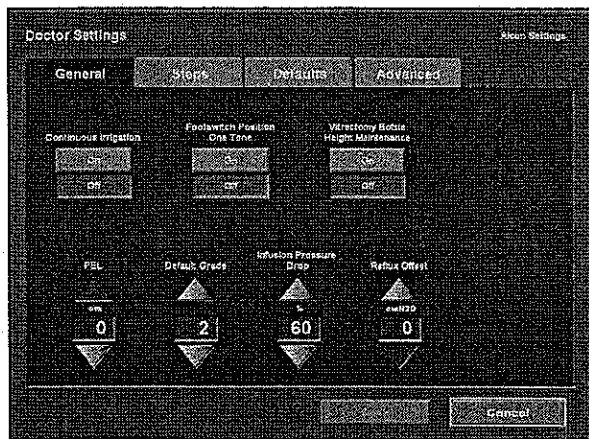 Doctor Settings
Alcon Settings
General Steps Defaults Advanced
Continuous Irrigation
Footswitch Position
One Tone
Vitrectomy Bottle
Height Maintenance
On On On
Off Off Off
PEL
Default Grade
Infusion Pressure
Drop
Reflux Offset
cm
%
cmH2O
0 2 60 0
Cancel